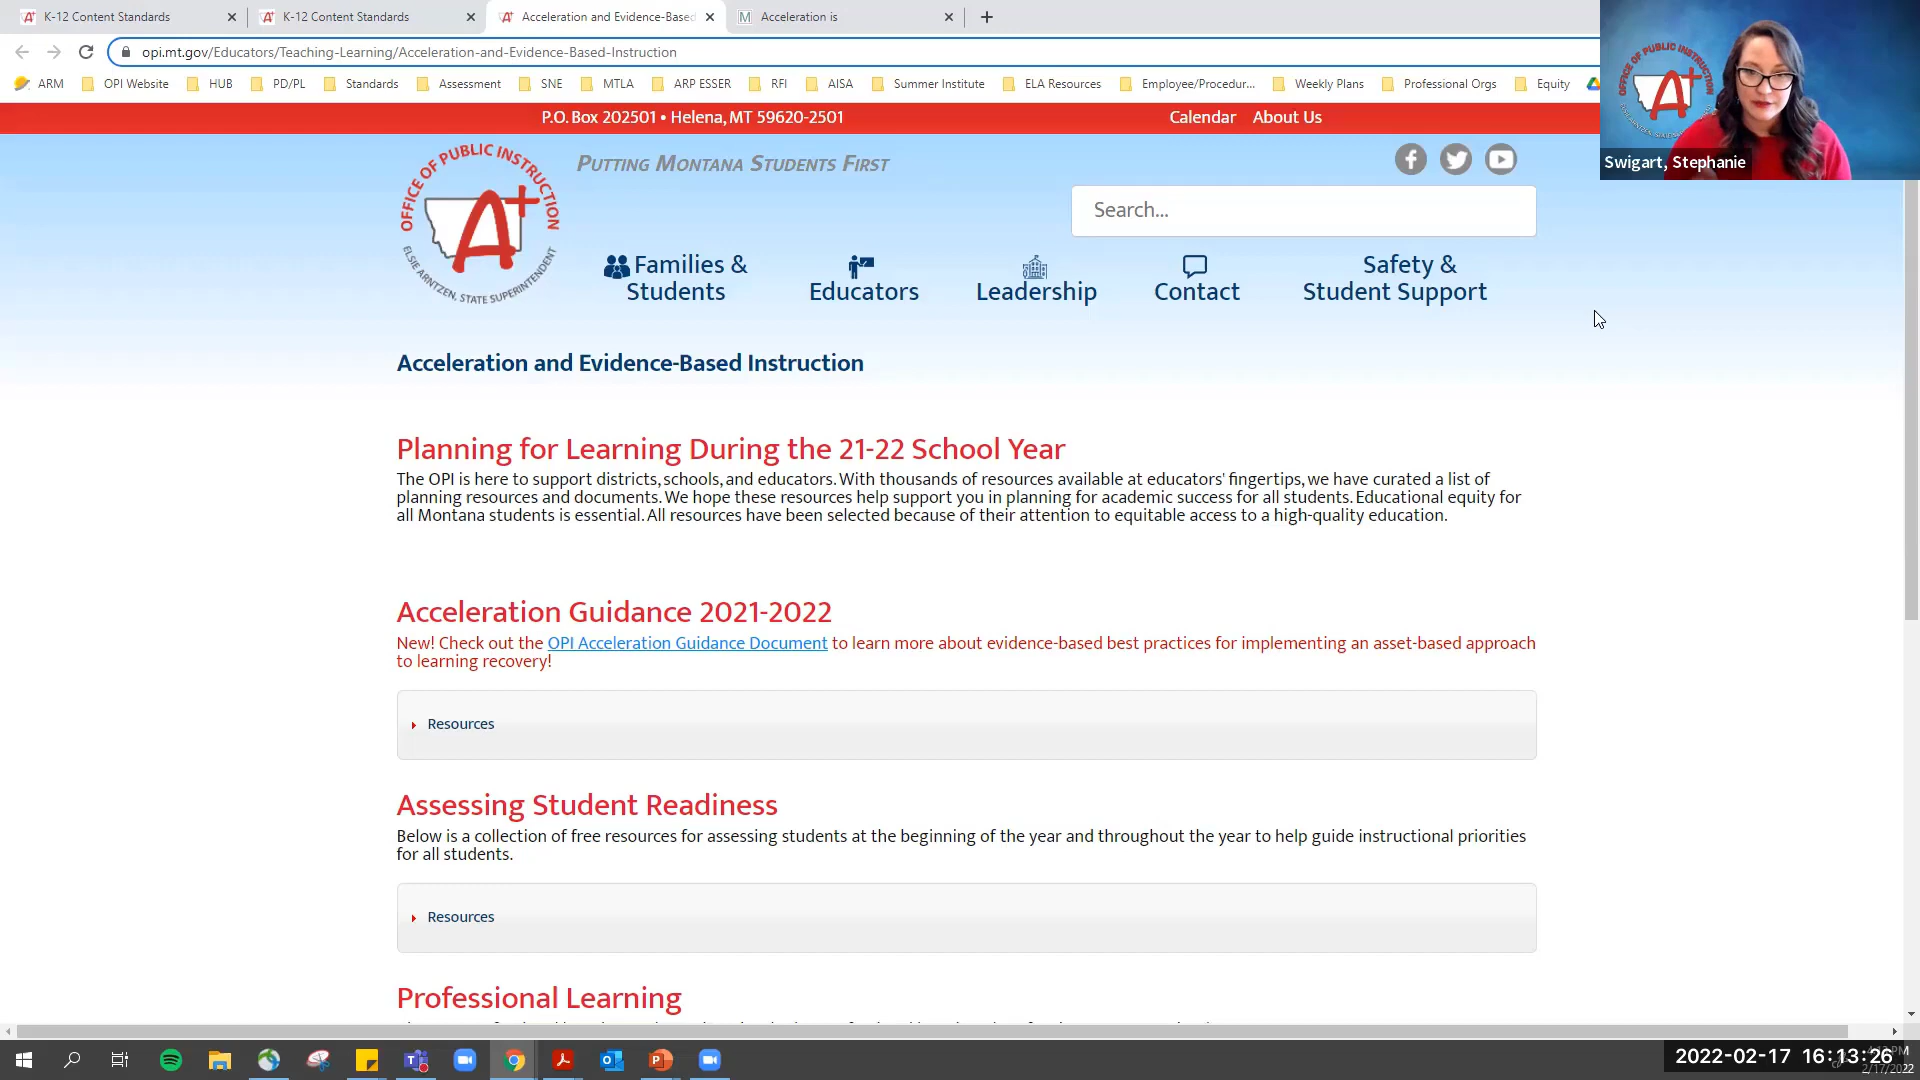 K-12 Content Standards
K-12 Content Standards
Acceleration and Evidence-Based
Acceleration is
opi.mt.gov/Educators/Teaching-Learning/Acceleration-and-Evidence-Based-Instruction
ARM OPI Website HUB PD/PL Standards Assessment SNE MTLA ARP ESSER RFI AISA Summer Institute ELA Resources Employee/Procedur... Weekly Plans Professional Orgs Equity
P.O. Box 202501 • Helena, MT 59620-2501
Calendar About Us
OFFICE OF PUBLIC INSTRUCTION
A+
ELSIE ARNTZEN, STATE SUPERINTENDENT
PUTTING MONTANA STUDENTS FIRST
Search...
Families & Students
Educators
Leadership
Contact
Safety & Student Support
OFFICE OF PUBLIC INSTRUCTION
A+
Swigart, Stephanie
Acceleration and Evidence-Based Instruction
Planning for Learning During the 21-22 School Year
The OPI is here to support districts, schools, and educators. With thousands of resources available at educators' fingertips, we have curated a list of
planning resources and documents. We hope these resources help support you in planning for academic success for all students. Educational equity for
all Montana students is essential. All resources have been selected because of their attention to equitable access to a high-quality education.
Acceleration Guidance 2021-2022
New! Check out the OPI Acceleration Guidance Document to learn more about evidence-based best practices for implementing an asset-based approach
to learning recovery!
Resources
Assessing Student Readiness
Below is a collection of free resources for assessing students at the beginning of the year and throughout the year to help guide instructional priorities
for all students.
Resources
Professional Learning
2022-02-17 16:13:26
2/17/2022